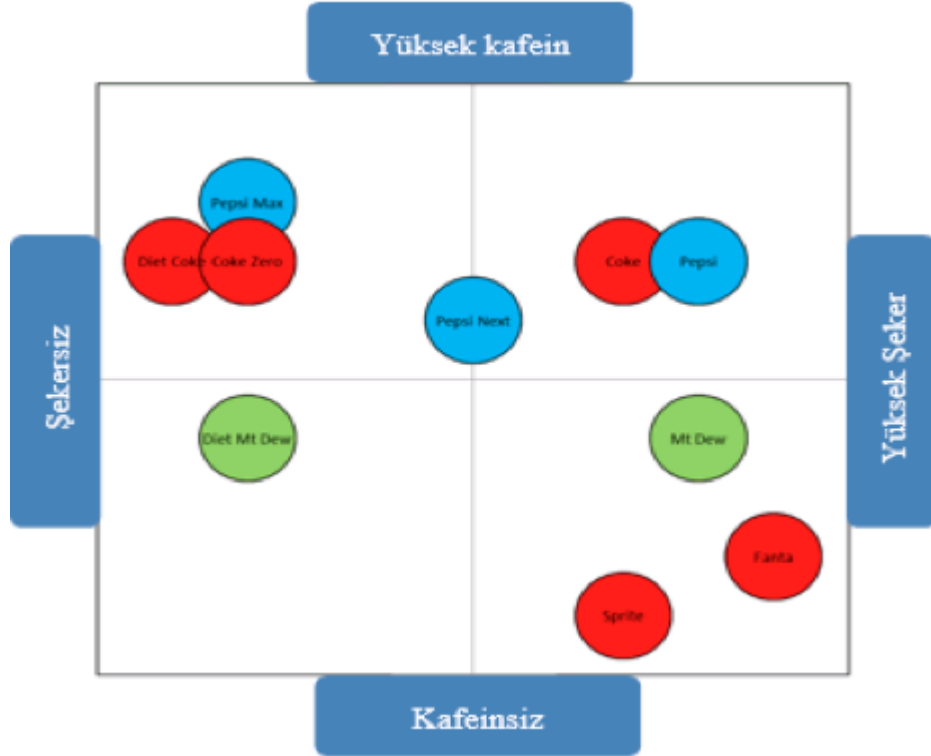 Yüksek kafein
Pepsi Max
Diet Coke
Coke Zero
Coke
Pepsi
Pepsi Next
Şekersiz
Yüksek Şeker
Diet Mt Dew
Mt Dew
Fanta
Sprite
Kafeinsiz